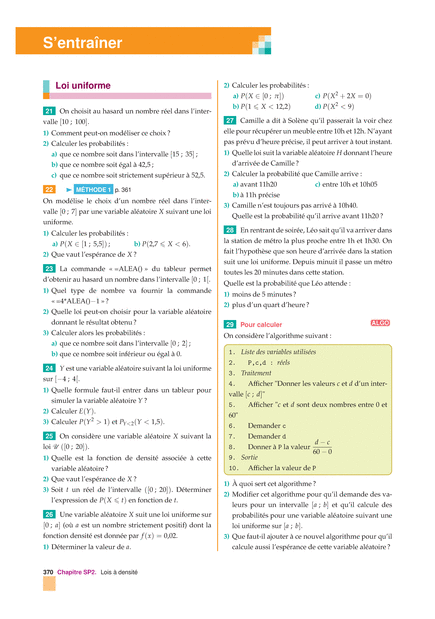 S'entraîner
Loi uniforme
21 On choisit au hasard un nombre réel dans l'inter-
valle [10 ; 100].
1) Comment peut-on modéliser ce choix ?
2) Calculer les probabilités :
a) que ce nombre soit dans l'intervalle [15 ; 35] ;
b) que ce nombre soit égal à 42,5 ;
c) que ce nombre soit strictement supérieur à 52,5.
22 ► MÉTHODE 1 p. 361
On modélise le choix d'un nombre réel dans l'inter-
valle [0 ; 7] par une variable aléatoire X suivant une loi
uniforme.
1) Calculer les probabilités :
a) P(X ∈ [1 ; 5,5]) ; b) P(2,7 ⩽ X < 6).
2) Que vaut l'espérance de X ?
23 La commande « =ALEA() » du tableur permet
d'obtenir au hasard un nombre dans l'intervalle [0 ; 1[.
1) Quel type de nombre va fournir la commande
« =4*ALEA()−1 » ?
2) Quelle loi peut-on choisir pour la variable aléatoire
donnant le résultat obtenu ?
3) Calculer alors les probabilités :
a) que ce nombre soit dans l'intervalle [0 ; 2] ;
b) que ce nombre soit inférieur ou égal à 0.
24 Y est une variable aléatoire suivant la loi uniforme
sur [−4 ; 4[.
1) Quelle formule faut-il entrer dans un tableur pour
simuler la variable aléatoire Y ?
2) Calculer E(Y).
3) Calculer P(Y² > 1) et P_{Y<2}(Y < 1,5).
25 On considère une variable aléatoire X suivant la
loi 𝒰 ([0 ; 20]).
1) Quelle est la fonction de densité associée à cette
variable aléatoire ?
2) Que vaut l'espérance de X ?
3) Soit t un réel de l'intervalle ([0 ; 20]). Déterminer
l'expression de P(X ⩽ t) en fonction de t.
26 Une variable aléatoire X suit une loi uniforme sur
[0 ; a] (où a est un nombre strictement positif) dont la
fonction densité est donnée par f(x) = 0,02.
1) Déterminer la valeur de a.
2) Calculer les probabilités :
a) P(X ∈ [0 ; π]) c) P(X² + 2X = 0)
b) P(1 ⩽ X < 12,2) d) P(X² < 9)
27 Camille a dit à Solène qu'il passerait la voir chez
elle pour récupérer un meuble entre 10h et 12h. N'ayant
pas prévu d'heure précise, il peut arriver à tout instant.
1) Quelle loi suit la variable aléatoire H donnant l'heure
d'arrivée de Camille ?
2) Calculer la probabilité que Camille arrive :
a) avant 11h20 c) entre 10h et 10h05
b) à 11h précise
3) Camille n'est toujours pas arrivé à 10h40.
Quelle est la probabilité qu'il arrive avant 11h20 ?
28 En rentrant de soirée, Léo sait qu'il va arriver dans
la station de métro la plus proche entre 1h et 1h30. On
fait l'hypothèse que son heure d'arrivée dans la station
suit une loi uniforme. Depuis minuit il passe un métro
toutes les 20 minutes dans cette station.
Quelle est la probabilité que Léo attende :
1) moins de 5 minutes ?
2) plus d'un quart d'heure ?
29 Pour calculer ALGO
On considère l'algorithme suivant :
1. Liste des variables utilisées
2. P,c,d : réels
3. Traitement
4. Afficher "Donner les valeurs c et d d'un inter-
valle [c ; d]"
5. Afficher "c et d sont deux nombres entre 0 et
60"
6. Demander c
7. Demander d
8. Donner à P la valeur (d − c)/(60 − 0)
9. Sortie
10. Afficher la valeur de P
1) À quoi sert cet algorithme ?
2) Modifier cet algorithme pour qu'il demande des va-
leurs pour un intervalle [a ; b] et qu'il calcule des
probabilités pour une variable aléatoire suivant une
loi uniforme sur [a ; b].
3) Que faut-il ajouter à ce nouvel algorithme pour qu'il
calcule aussi l'espérance de cette variable aléatoire ?
370 Chapitre SP2. Lois à densité